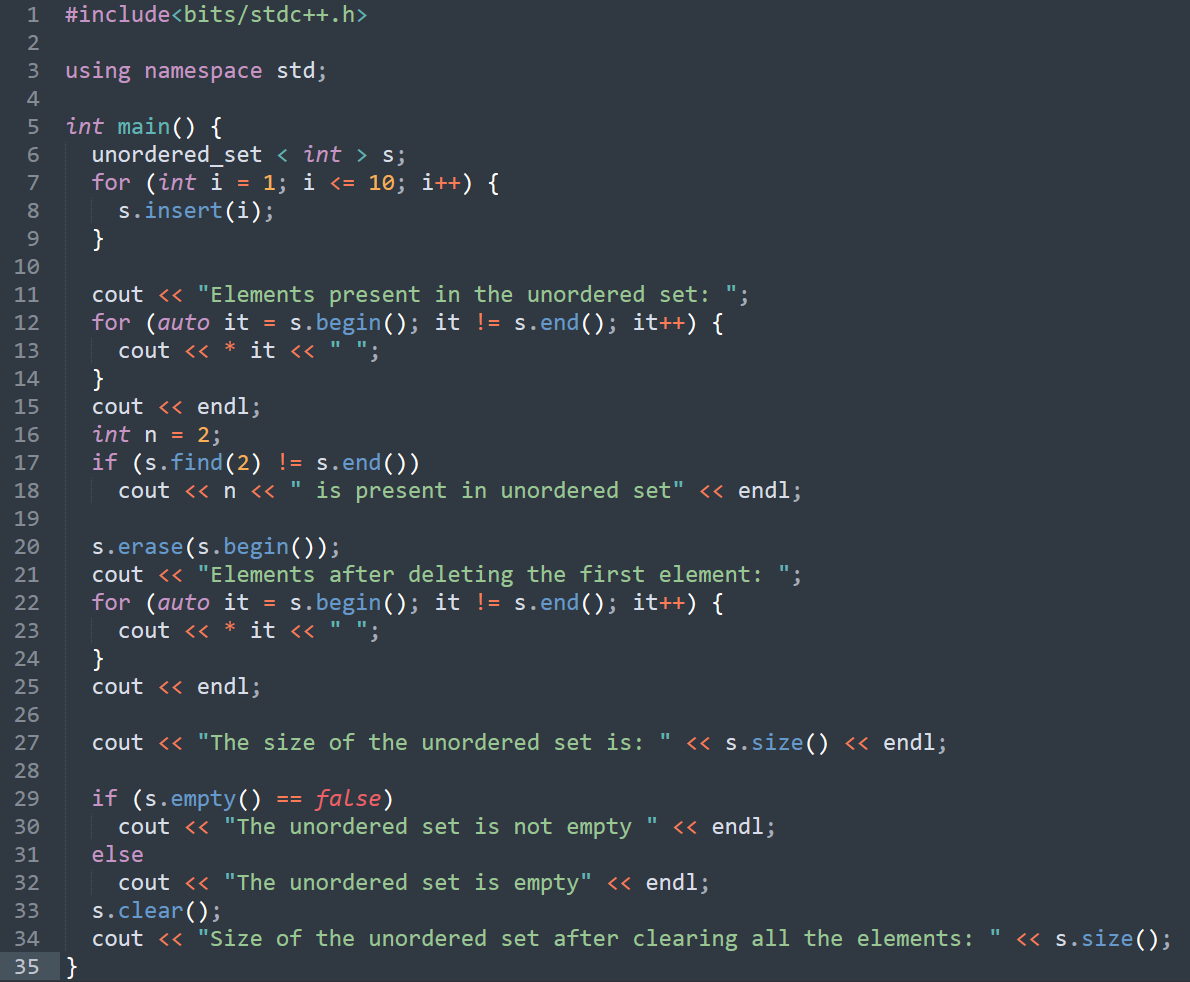 1 #include<bits/stdc++.h>
2
3 using namespace std;
4
5 int main() {
6   unordered_set < int > s;
7   for (int i = 1; i <= 10; i++) {
8     s.insert(i);
9   }
10
11   cout << "Elements present in the unordered set: ";
12   for (auto it = s.begin(); it != s.end(); it++) {
13     cout << * it << " ";
14   }
15   cout << endl;
16   int n = 2;
17   if (s.find(2) != s.end())
18     cout << n << " is present in unordered set" << endl;
19
20   s.erase(s.begin());
21   cout << "Elements after deleting the first element: ";
22   for (auto it = s.begin(); it != s.end(); it++) {
23     cout << * it << " ";
24   }
25   cout << endl;
26
27   cout << "The size of the unordered set is: " << s.size() << endl;
28
29   if (s.empty() == false)
30     cout << "The unordered set is not empty " << endl;
31   else
32     cout << "The unordered set is empty" << endl;
33   s.clear();
34   cout << "Size of the unordered set after clearing all the elements: " << s.size();
35 }